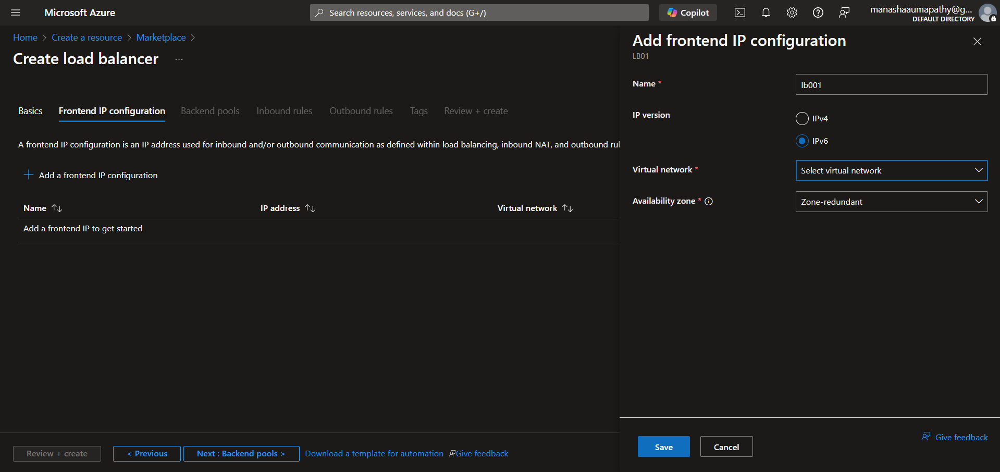 Microsoft Azure
Search resources, services, and docs (G+/)
Copilot
manashaaumapathy@g...
DEFAULT DIRECTORY
Home > Create a resource > Marketplace >
Create load balancer ...
Basics Frontend IP configuration Backend pools Inbound rules Outbound rules Tags Review + create
A frontend IP configuration is an IP address used for inbound and/or outbound communication as defined within load balancing, inbound NAT, and outbound rul
Add a frontend IP configuration
Name IP address Virtual network
Add a frontend IP to get started
Review + create < Previous Next : Backend pools > Download a template for automation Give feedback
Add frontend IP configuration
LB01
Name * lb001
IP version IPv4
IPv6
Virtual network * Select virtual network
Availability zone * Zone-redundant
Give feedback
Save Cancel